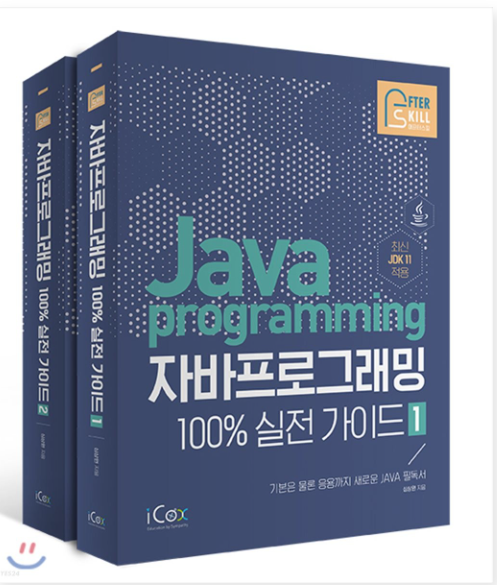 자바프로그래밍 100% 실전 가이드 2
iCox
자바프로그래밍 100% 실전 가이드 1
iCox
AFTER
SKILL
최신
JDK 11
적용
Java
programming
자바프로그래밍
100% 실전 가이드 1
기본은 물론 응용까지 새로운 JAVA 필독서
iCox